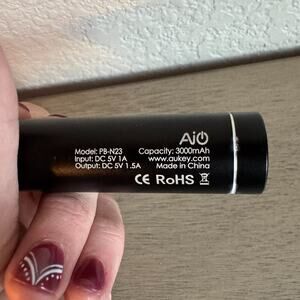 Aio
Model: PB-N23 Capacity: 3000mAh
Input: DC 5V 1A www.aukey.com
Output: DC 5V 1.5A Made in China
CE RoHS